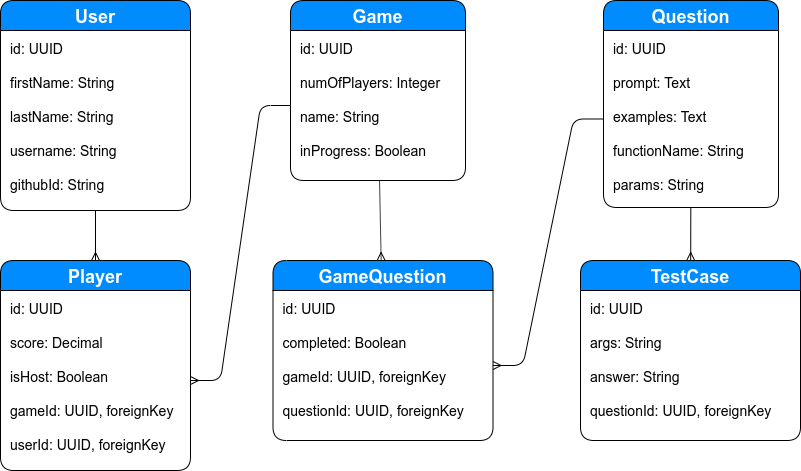 User
id: UUID
firstName: String
lastName: String
username: String
githubId: String
Game
id: UUID
numOfPlayers: Integer
name: String
inProgress: Boolean
Question
id: UUID
prompt: Text
examples: Text
functionName: String
params: String
Player
id: UUID
score: Decimal
isHost: Boolean
gameId: UUID, foreignKey
userId: UUID, foreignKey
GameQuestion
id: UUID
completed: Boolean
gameId: UUID, foreignKey
questionId: UUID, foreignKey
TestCase
id: UUID
args: String
answer: String
questionId: UUID, foreignKey